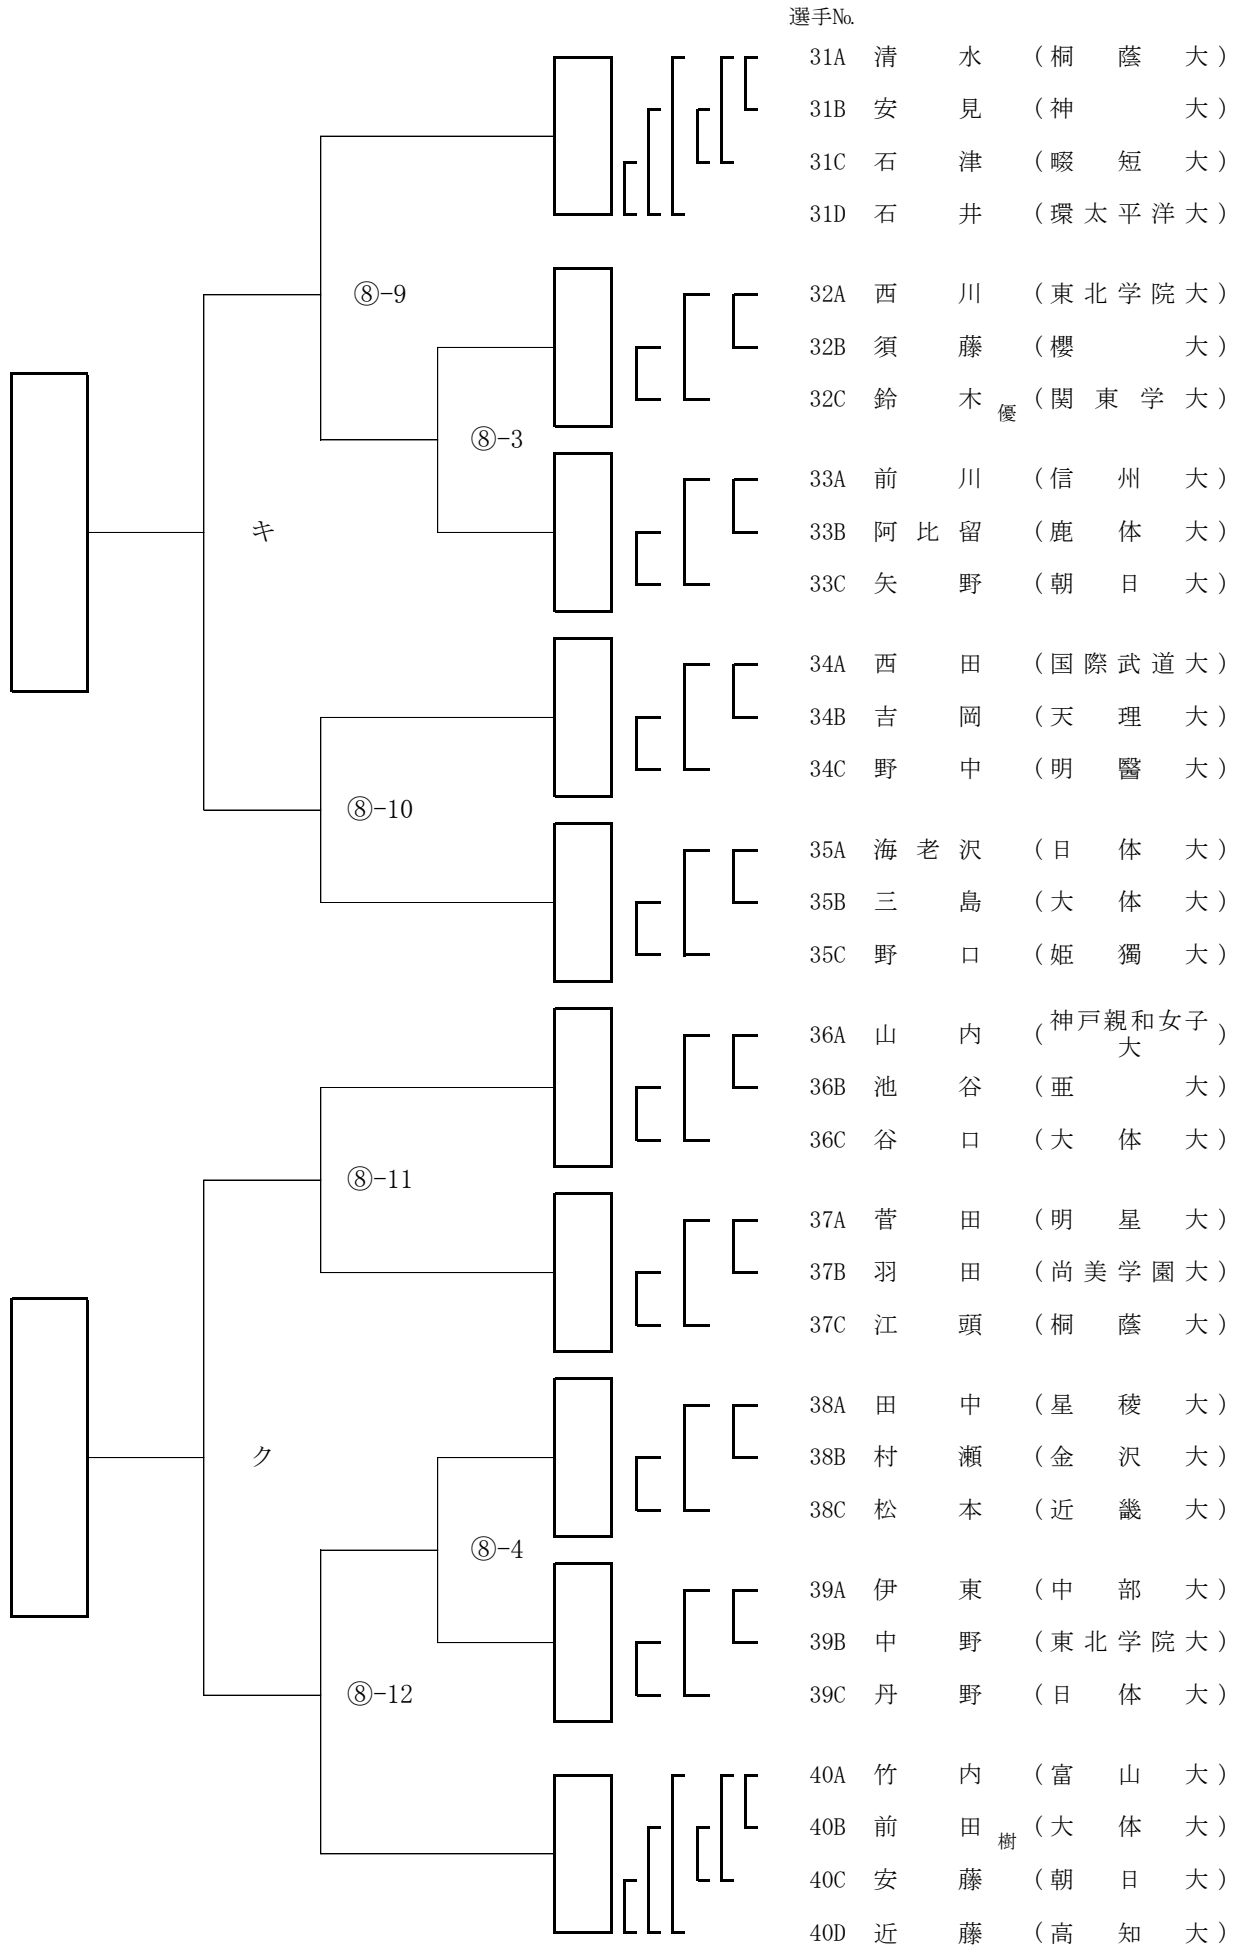 選手№
31A 清水 (桐蔭大)
31B 安見 (神大)
31C 石津 (畷短大)
31D 石井 (環太平洋大)
⑧-9
32A 西川 (東北学院大)
32B 須藤 (櫻大)
32C 鈴木優 (関東学大)
⑧-3
33A 前川 (信州大)
キ
33B 阿比留 (鹿体大)
33C 矢野 (朝日大)
34A 西田 (国際武道大)
34B 吉岡 (天理大)
34C 野中 (明醫大)
⑧-10
35A 海老沢 (日体大)
35B 三島 (大体大)
35C 野口 (姫獨大)
36A 山内 (神戸親和女子大)
36B 池谷 (亜大)
36C 谷口 (大体大)
⑧-11
37A 菅田 (明星大)
37B 羽田 (尚美学園大)
37C 江頭 (桐蔭大)
38A 田中 (星稜大)
ク
38B 村瀬 (金沢大)
38C 松本 (近畿大)
⑧-4
39A 伊東 (中部大)
39B 中野 (東北学院大)
⑧-12
39C 丹野 (日体大)
40A 竹内 (富山大)
40B 前田樹 (大体大)
40C 安藤 (朝日大)
40D 近藤 (高知大)